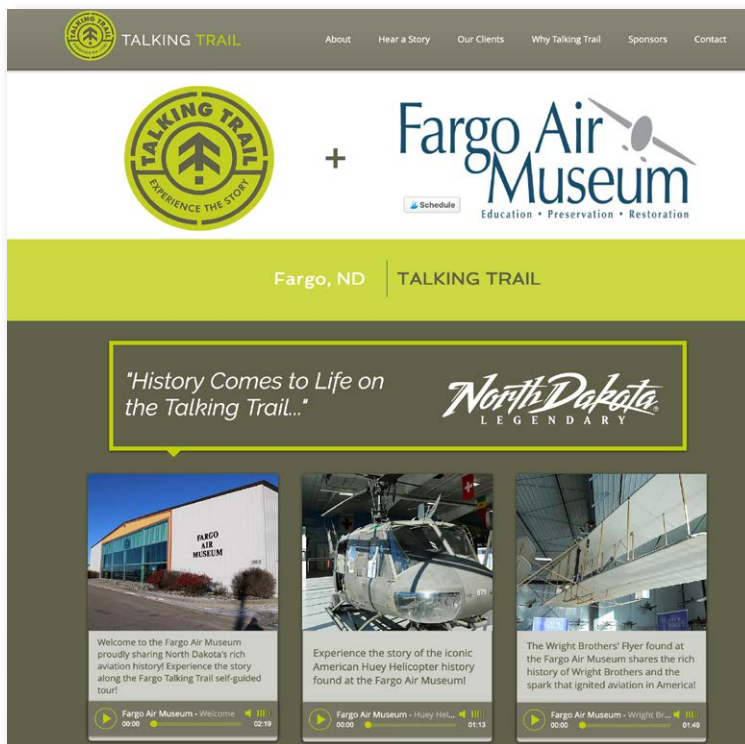 TALKING TRAIL
TALKING TRAIL
About
Hear a Story
Our Clients
Why Talking Trail
Sponsors
Contact
TALKING TRAIL
EXPERIENCE THE STORY
+
Fargo Air
Museum
Schedule
Education • Preservation • Restoration
Fargo, ND
TALKING TRAIL
"History Comes to Life on
the Talking Trail..."
North Dakota
LEGENDARY
FARGO
AIR
MUSEUM
879
Welcome to the Fargo Air Museum
proudly sharing North Dakota's rich
aviation history! Experience the story
along the Fargo Talking Trail self-guided
tour!
Experience the story of the iconic
American Huey Helicopter history
found at the Fargo Air Museum!
The Wright Brothers' Flyer found at
the Fargo Air Museum shares the rich
history of Wright Brothers and the
spark that ignited aviation in America!
Fargo Air Museum - Welcome
00:00
02:19
Fargo Air Museum - Huey Hel...
00:00
01:13
Fargo Air Museum - Wright Br...
00:00
01:49